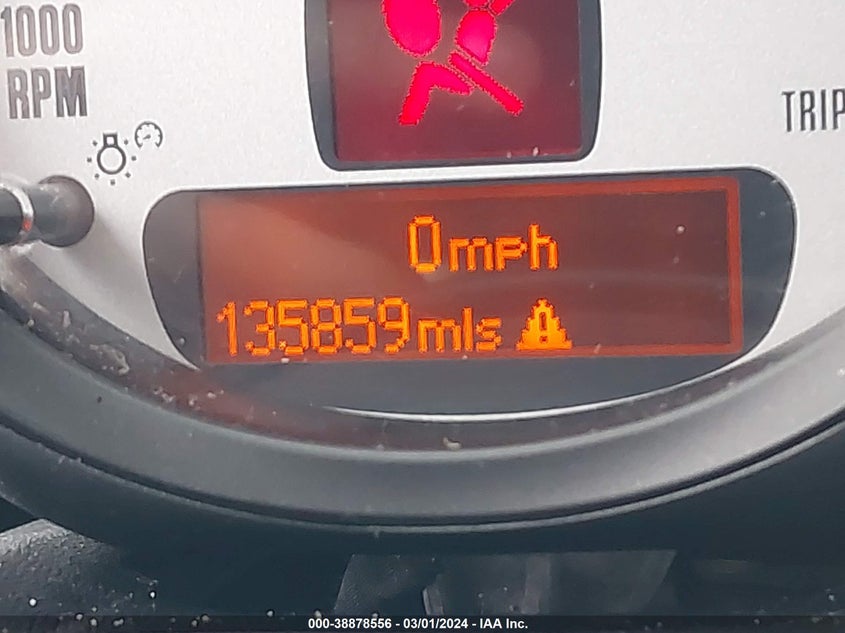 1000
RPM
TRIP
0mph
135859mls
000-38878556 - 03/01/2024 - IAA Inc.